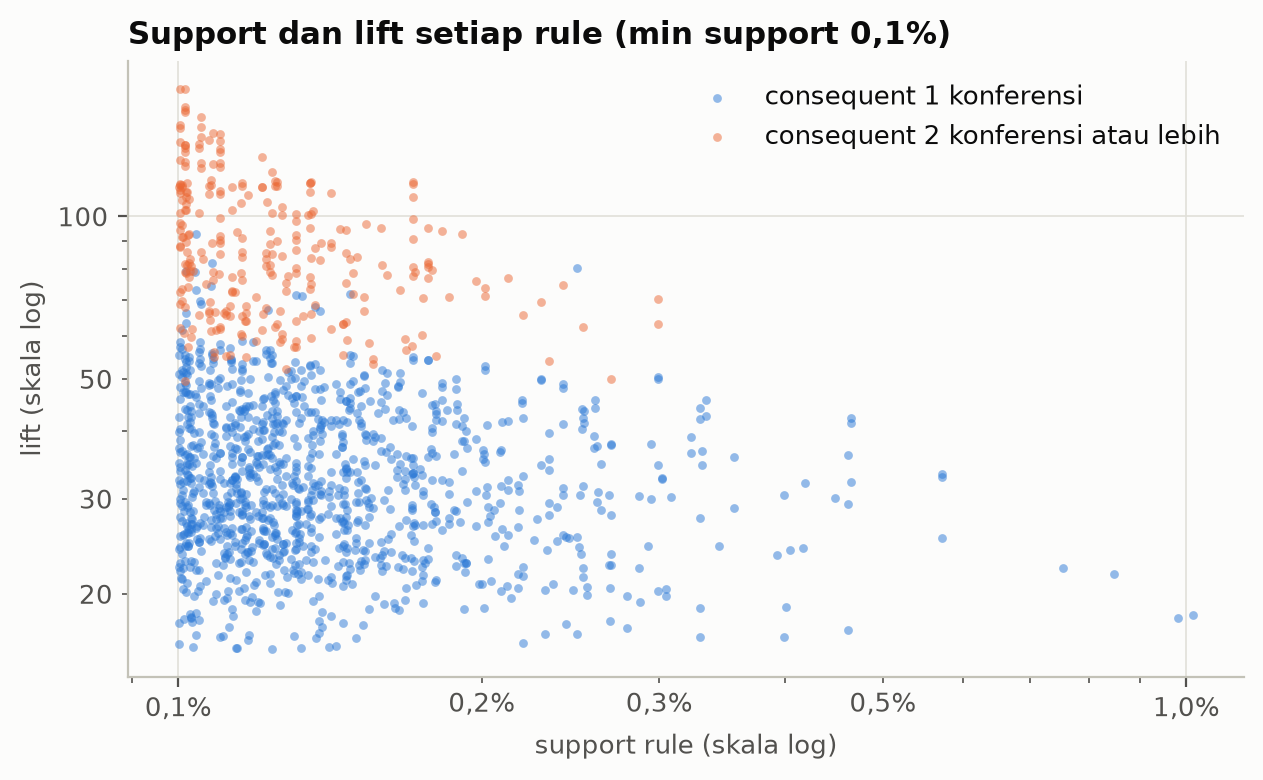 Support dan lift setiap rule (min support 0,1%)
consequent 1 konferensi
consequent 2 konferensi atau lebih
lift (skala log)
100
50
30
20
0,1%
0,2%
0,3%
0,5%
1,0%
support rule (skala log)